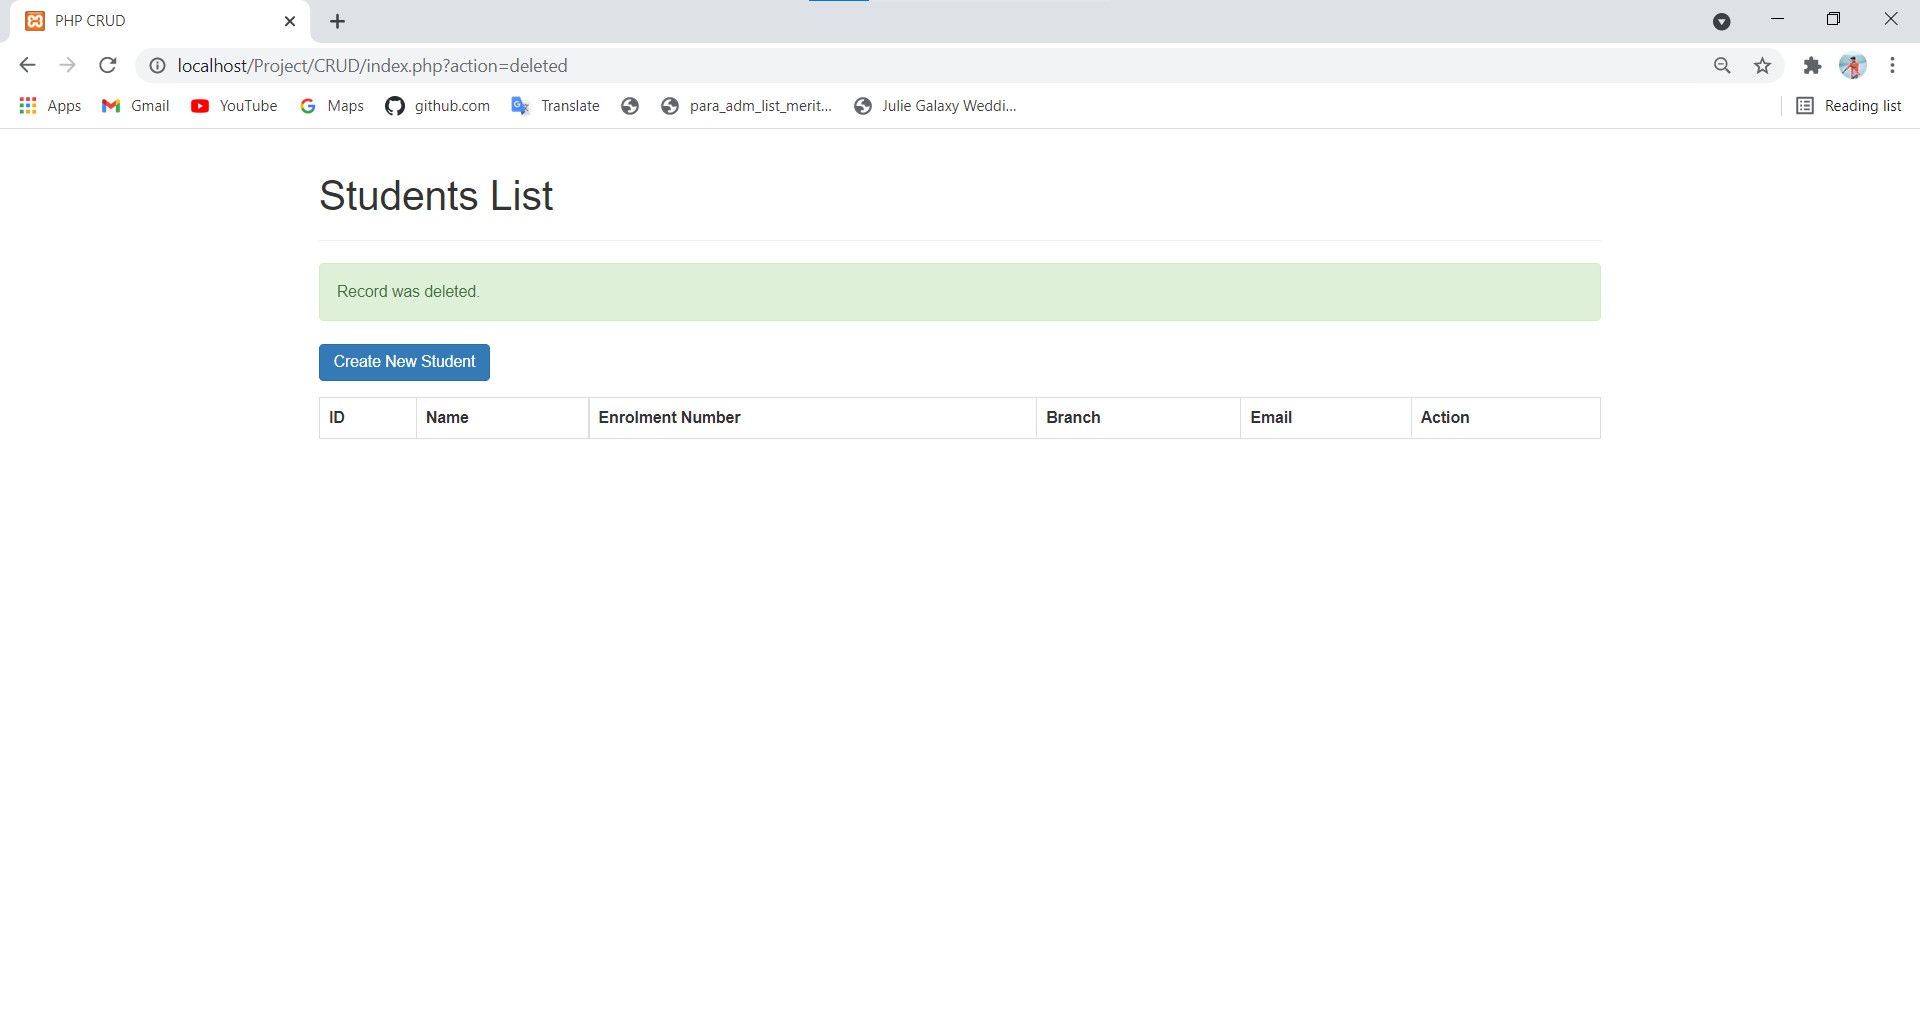 PHP CRUD
localhost/Project/CRUD/index.php?action=deleted
Apps Gmail YouTube Maps github.com Translate para_adm_list_merit... Julie Galaxy Weddi... Reading list
Students List
Record was deleted.
Create New Student
ID Name Enrolment Number Branch Email Action